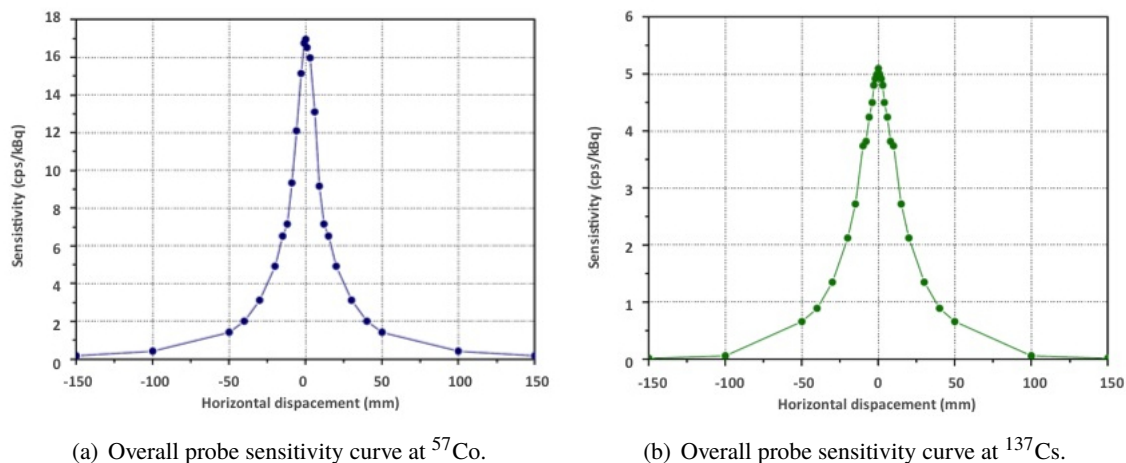 18
16
14
12
10
8
6
4
2
0
Sensistivity (cps/kBq)
-150 -100 -50 0 50 100 150
Horizontal dispacement (mm)
(a) Overall probe sensitivity curve at 57Co.
6
5
4
3
2
1
0
Sensistivity (cps/kBq)
-150 -100 -50 0 50 100 150
Horizontal dispacement (mm)
(b) Overall probe sensitivity curve at 137Cs.